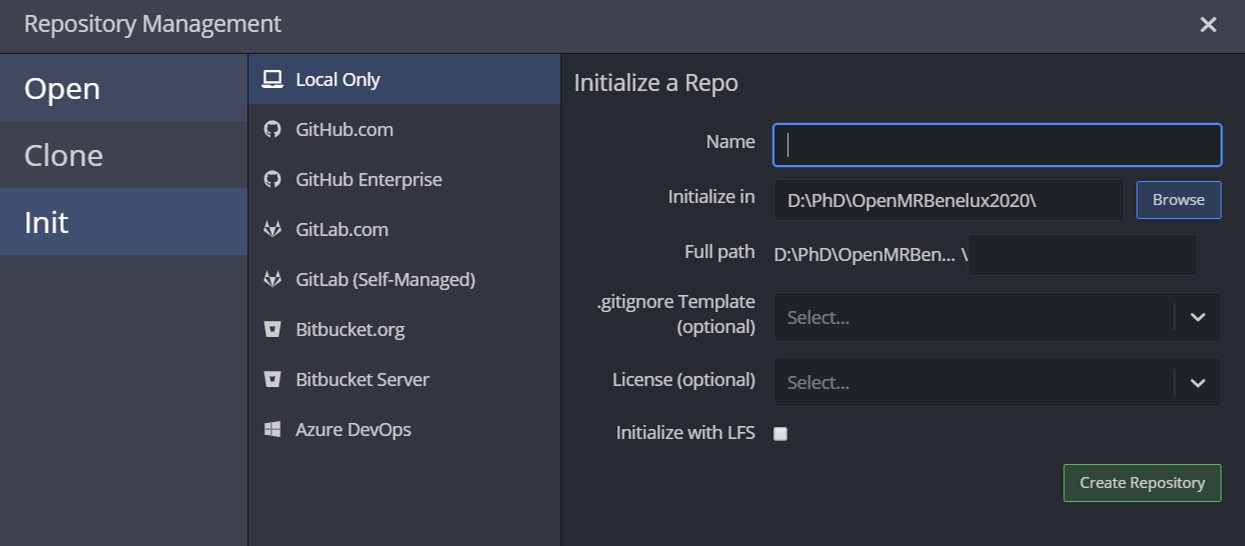 Repository Management
Open
Clone
Init
Local Only
GitHub.com
GitHub Enterprise
GitLab.com
GitLab (Self-Managed)
Bitbucket.org
Bitbucket Server
Azure DevOps
Initialize a Repo
Name
Initialize in D:\PhD\OpenMRBenelux2020\ Browse
Full path D:\PhD\OpenMRBen... \
.gitignore Template
(optional) Select...
License (optional) Select...
Initialize with LFS
Create Repository